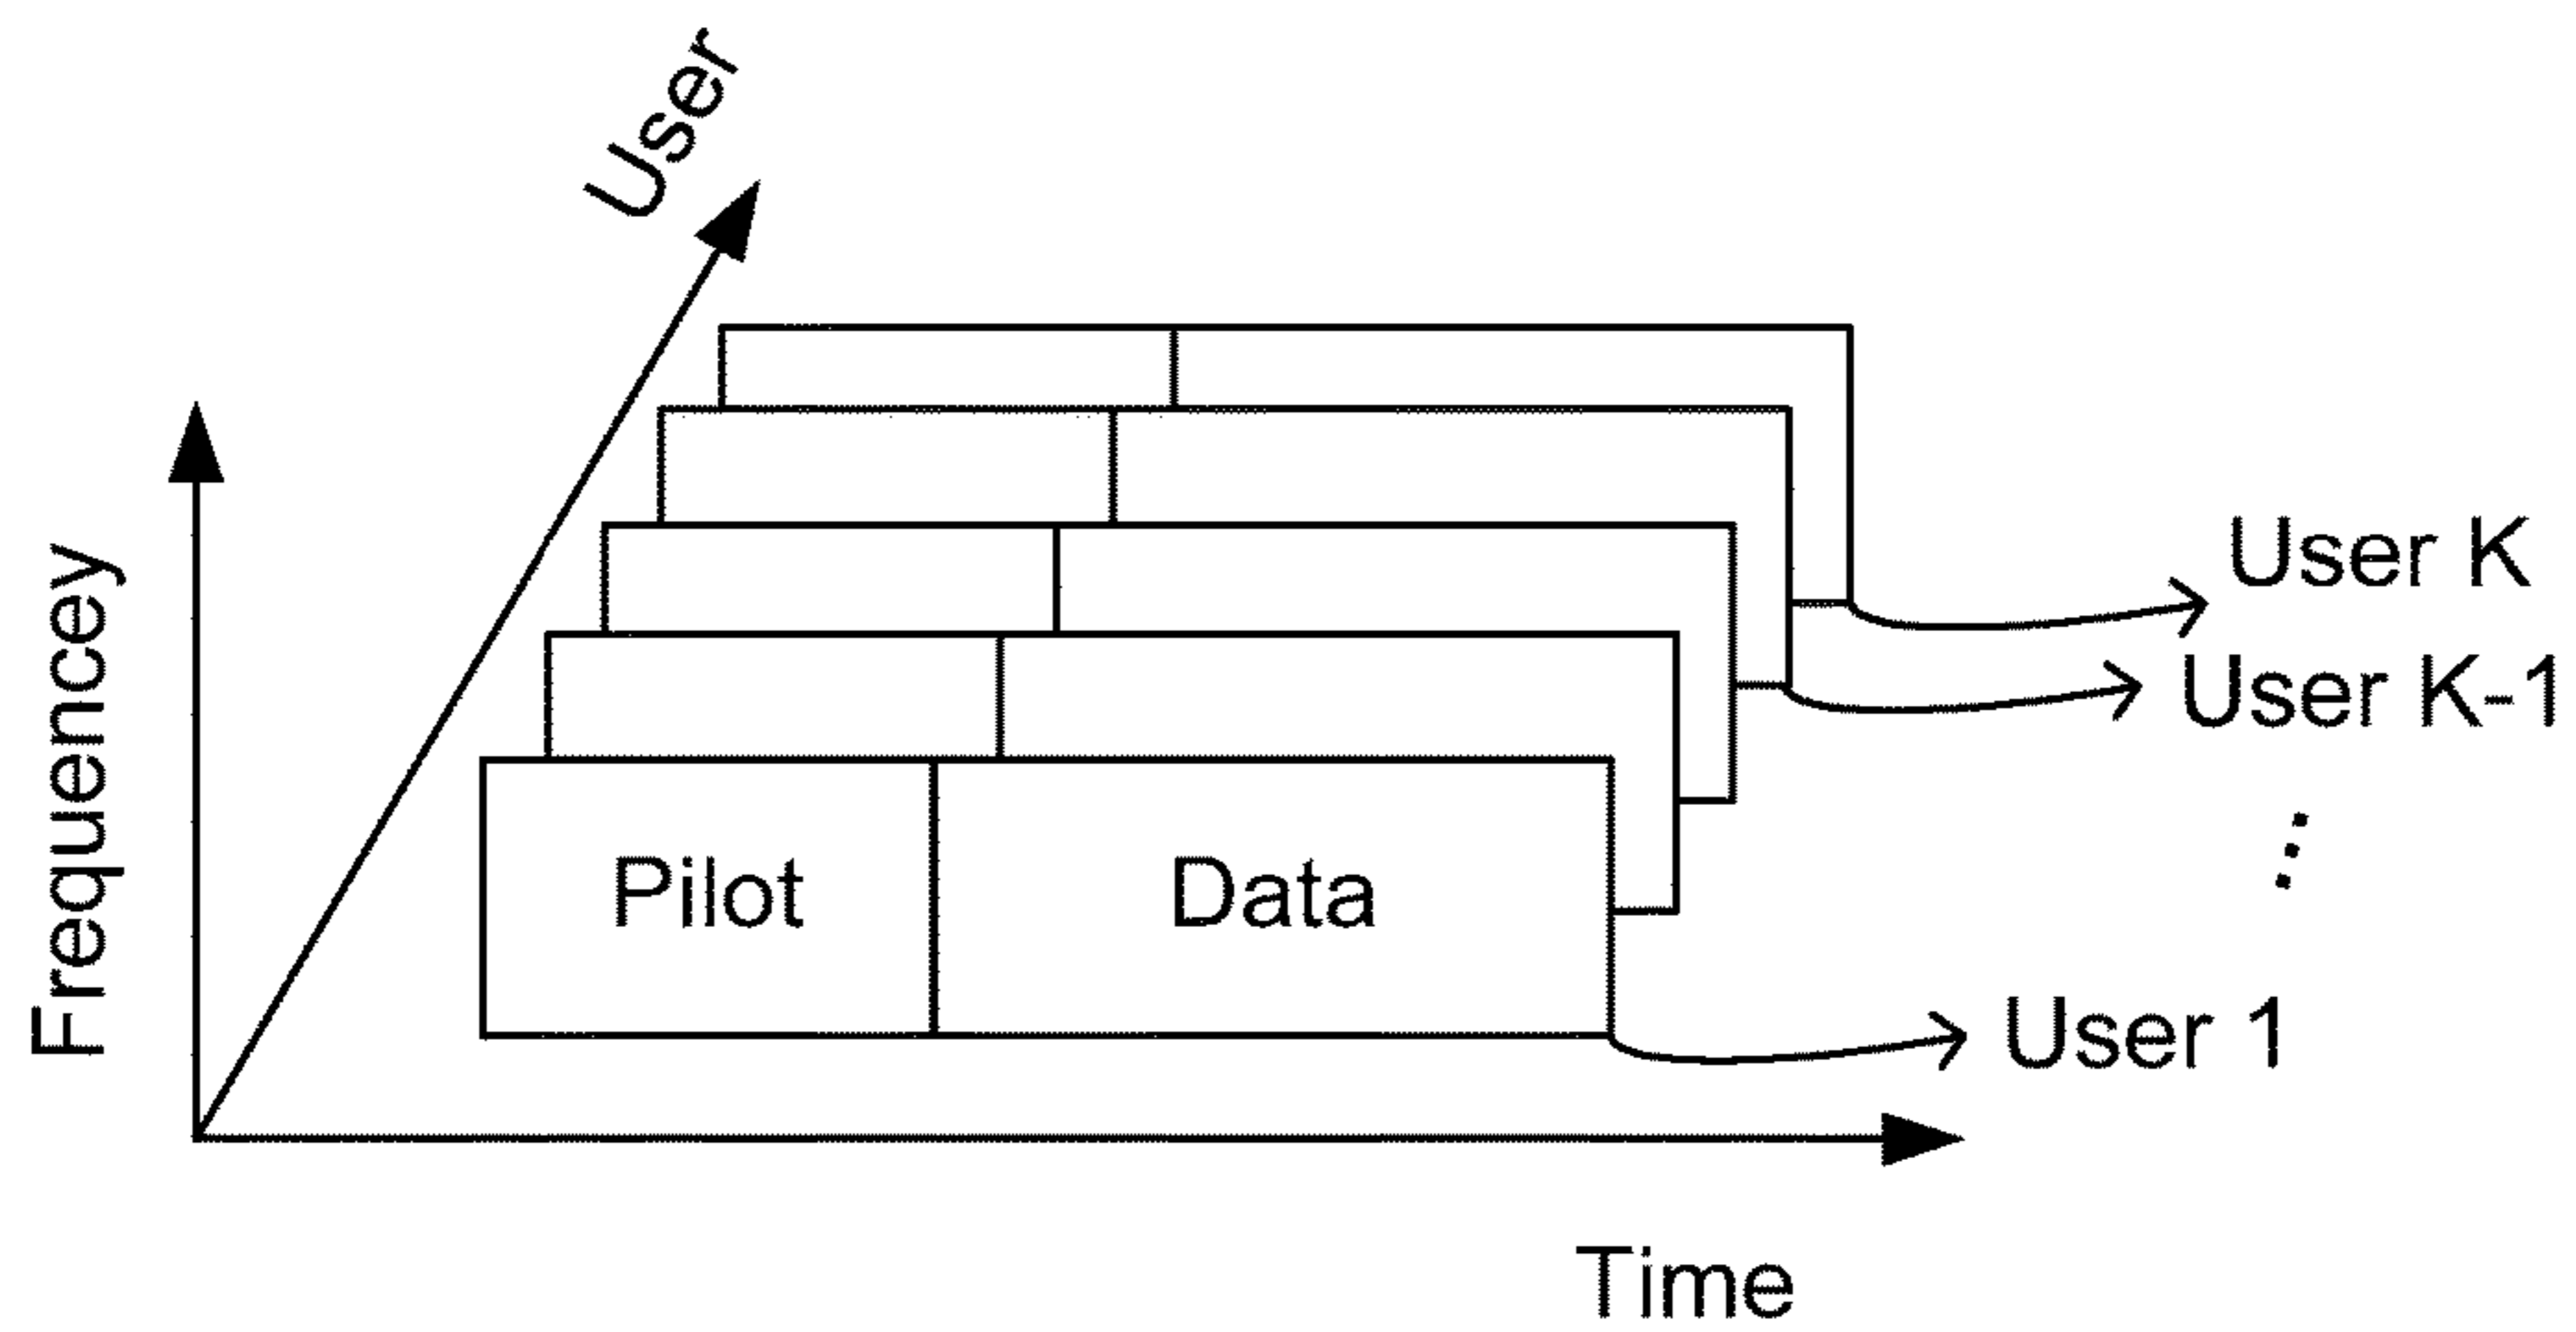 User
Frequencey
User K
User K-1
Pilot
Data
⋮
User 1
Time